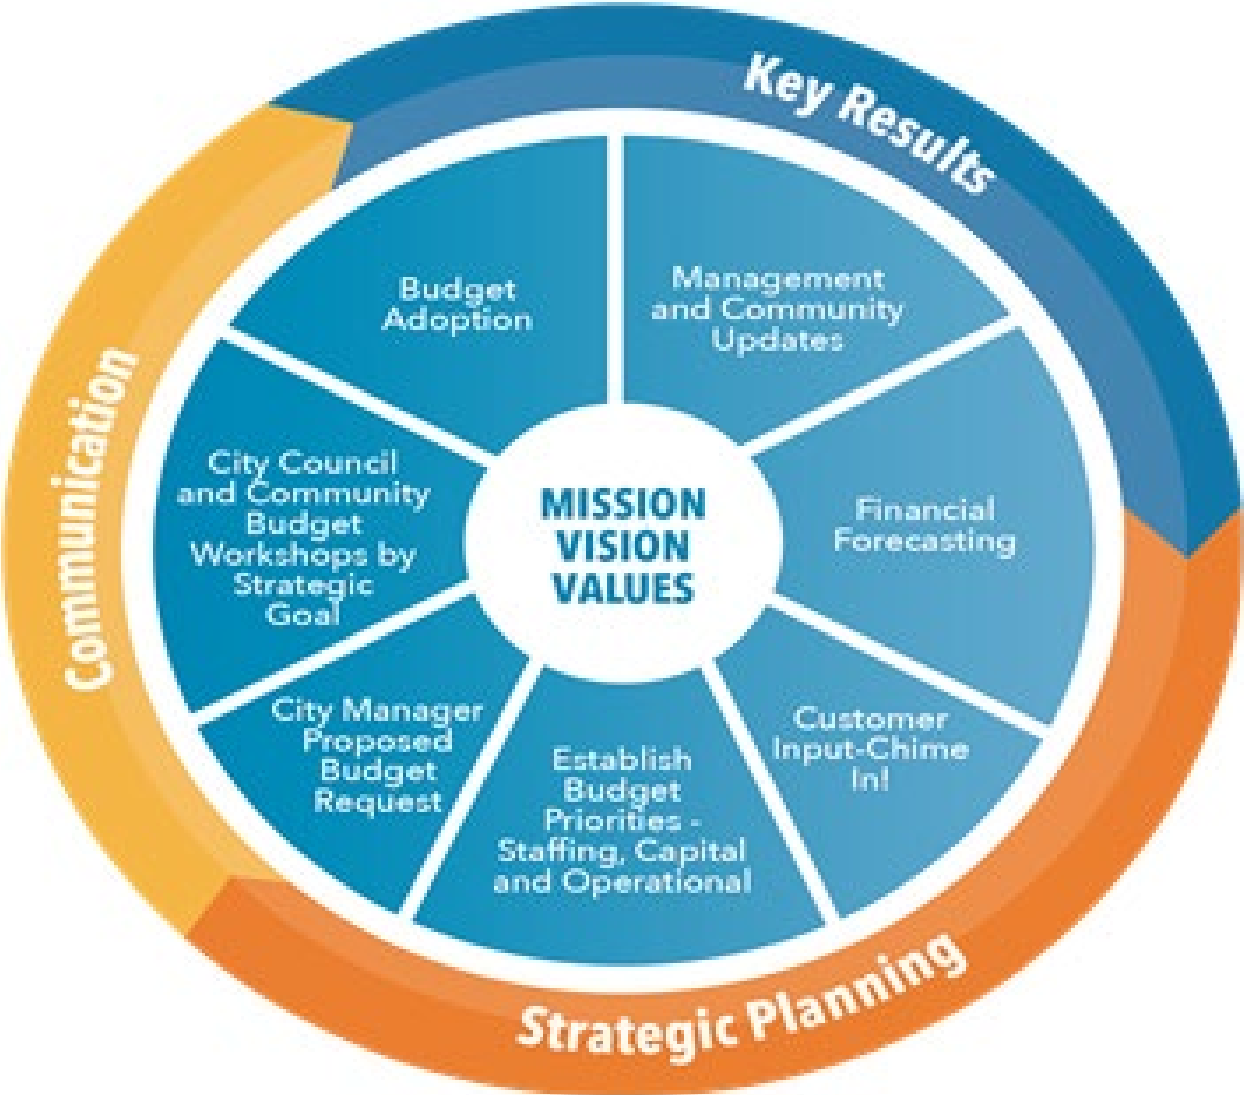 Key Results
Management
and Community
Updates
Financial
Forecasting
Customer
Input-Chime
In!
Establish
Budget
Priorities -
Staffing, Capital
and Operational
City Manager
Proposed
Budget
Request
City Council
and Community
Budget
Workshops by
Strategic
Goal
Budget
Adoption
MISSION
VISION
VALUES
Strategic Planning
Communication